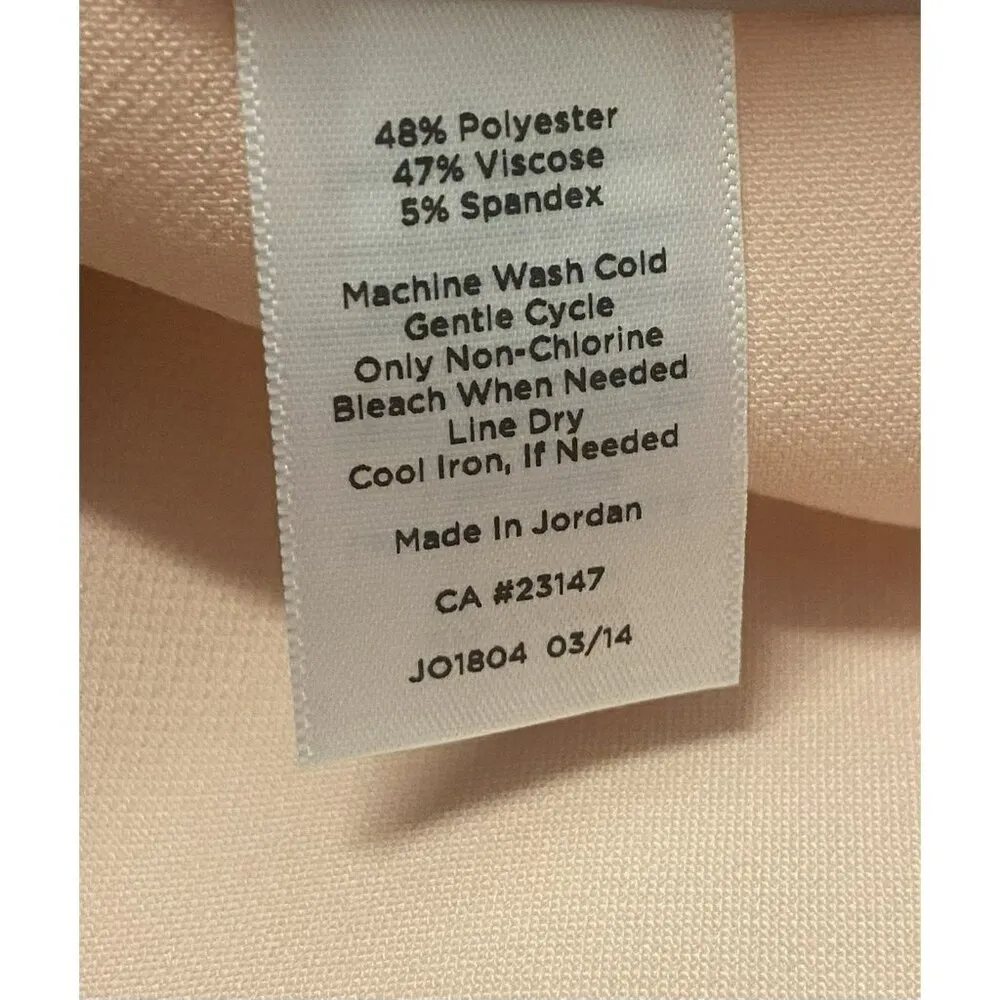 48% Polyester
47% Viscose
5% Spandex
Machine Wash Cold
Gentle Cycle
Only Non-Chlorine
Bleach When Needed
Line Dry
Cool Iron, If Needed
Made In Jordan
CA #23147
JO1804 03/14